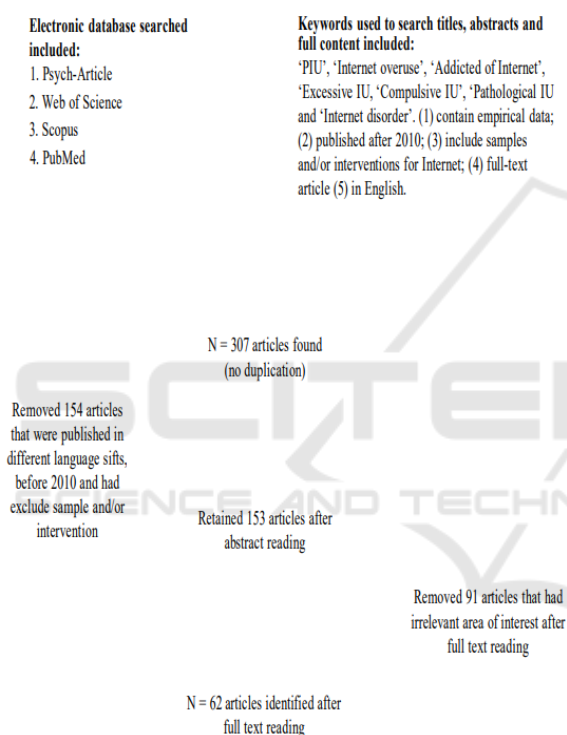 Electronic database searched
included:
1. Psych-Article
2. Web of Science
3. Scopus
4. PubMed
Keywords used to search titles, abstracts and
full content included:
‘PIU’, ‘Internet overuse’, ‘Addicted of Internet’,
‘Excessive IU, ‘Compulsive IU’, ‘Pathological IU
and ‘Internet disorder’. (1) contain empirical data;
(2) published after 2010; (3) include samples
and/or interventions for Internet; (4) full-text
article (5) in English.
N = 307 articles found
(no duplication)
Removed 154 articles
that were published in
different language sifts,
before 2010 and had
exclude sample and/or
intervention
Retained 153 articles after
abstract reading
Removed 91 articles that had
irrelevant area of interest after
full text reading
N = 62 articles identified after
full text reading